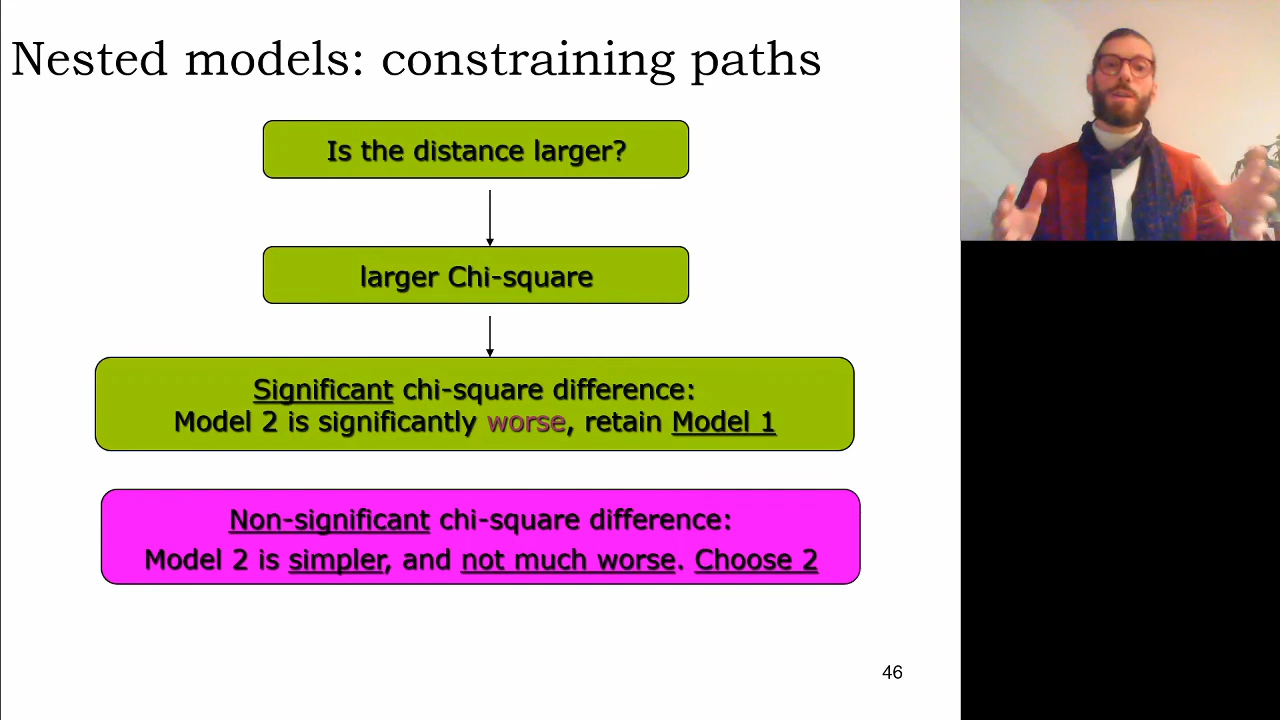 Nested models: constraining paths
Is the distance larger?
larger Chi-square
Significant chi-square difference:
Model 2 is significantly worse, retain Model 1
Non-significant chi-square difference:
Model 2 is simpler, and not much worse. Choose 2
46